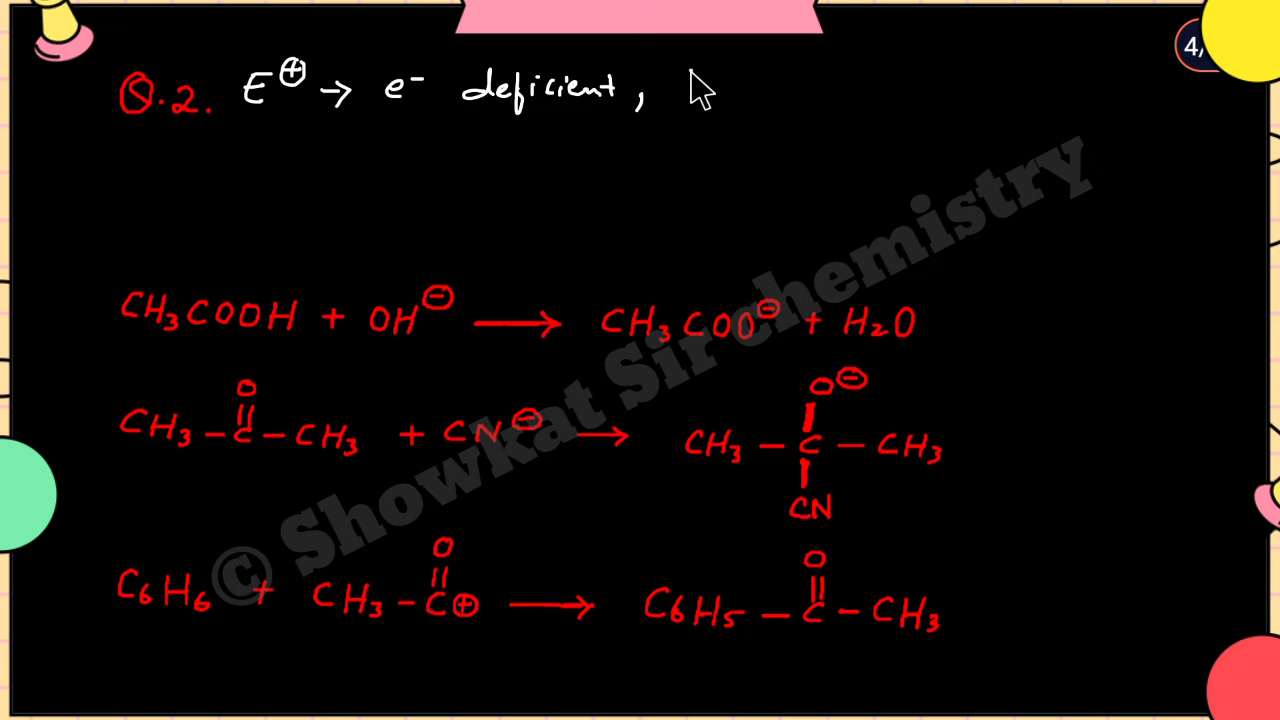 4/
Q.2. E⊕ → e⁻ deficient,
CH₃COOH + OH⊖ ⟶ CH₃COO⊖ + H₂O
O O⊖
CH₃ – C – CH₃ + CN⊖ → CH₃ – C – CH₃
CN
O O
C₆H₆ + CH₃ – C⊕ ⟶ C₆H₅ – C – CH₃
© Showkat Sir chemistry